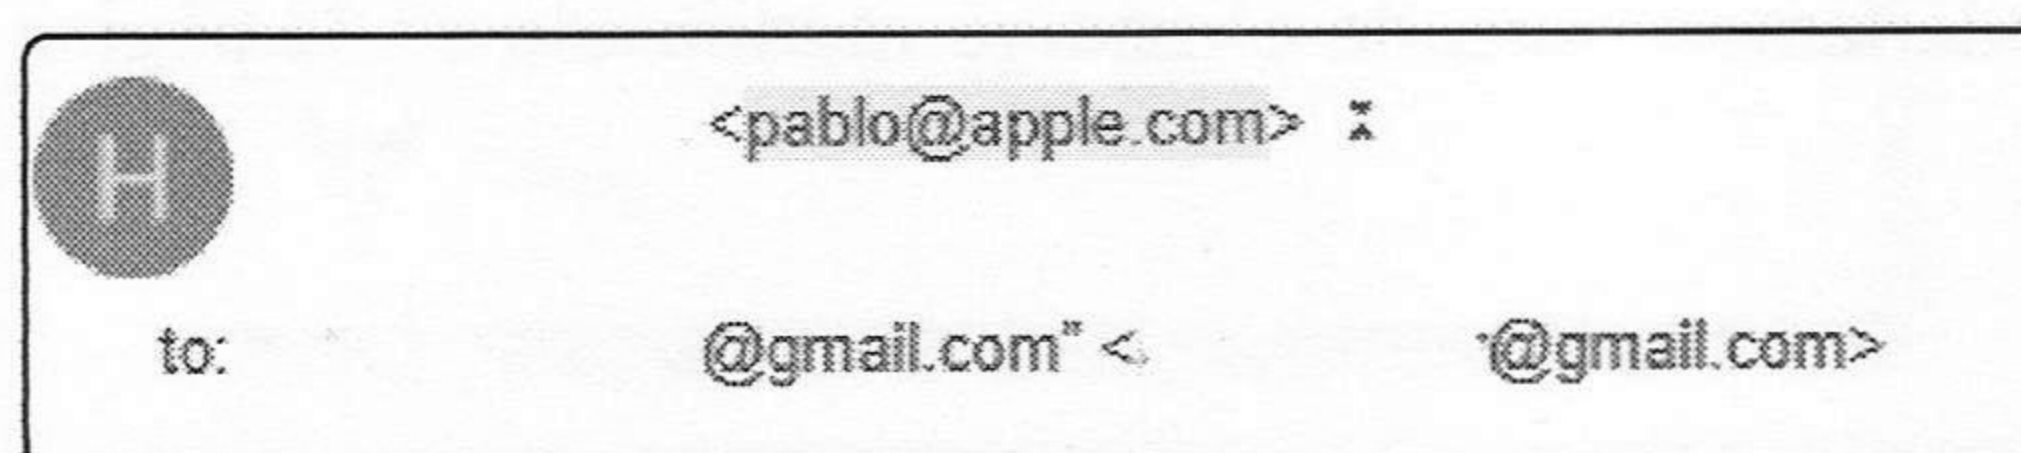 H <pablo@apple.com>
to: @gmail.com" < @gmail.com>